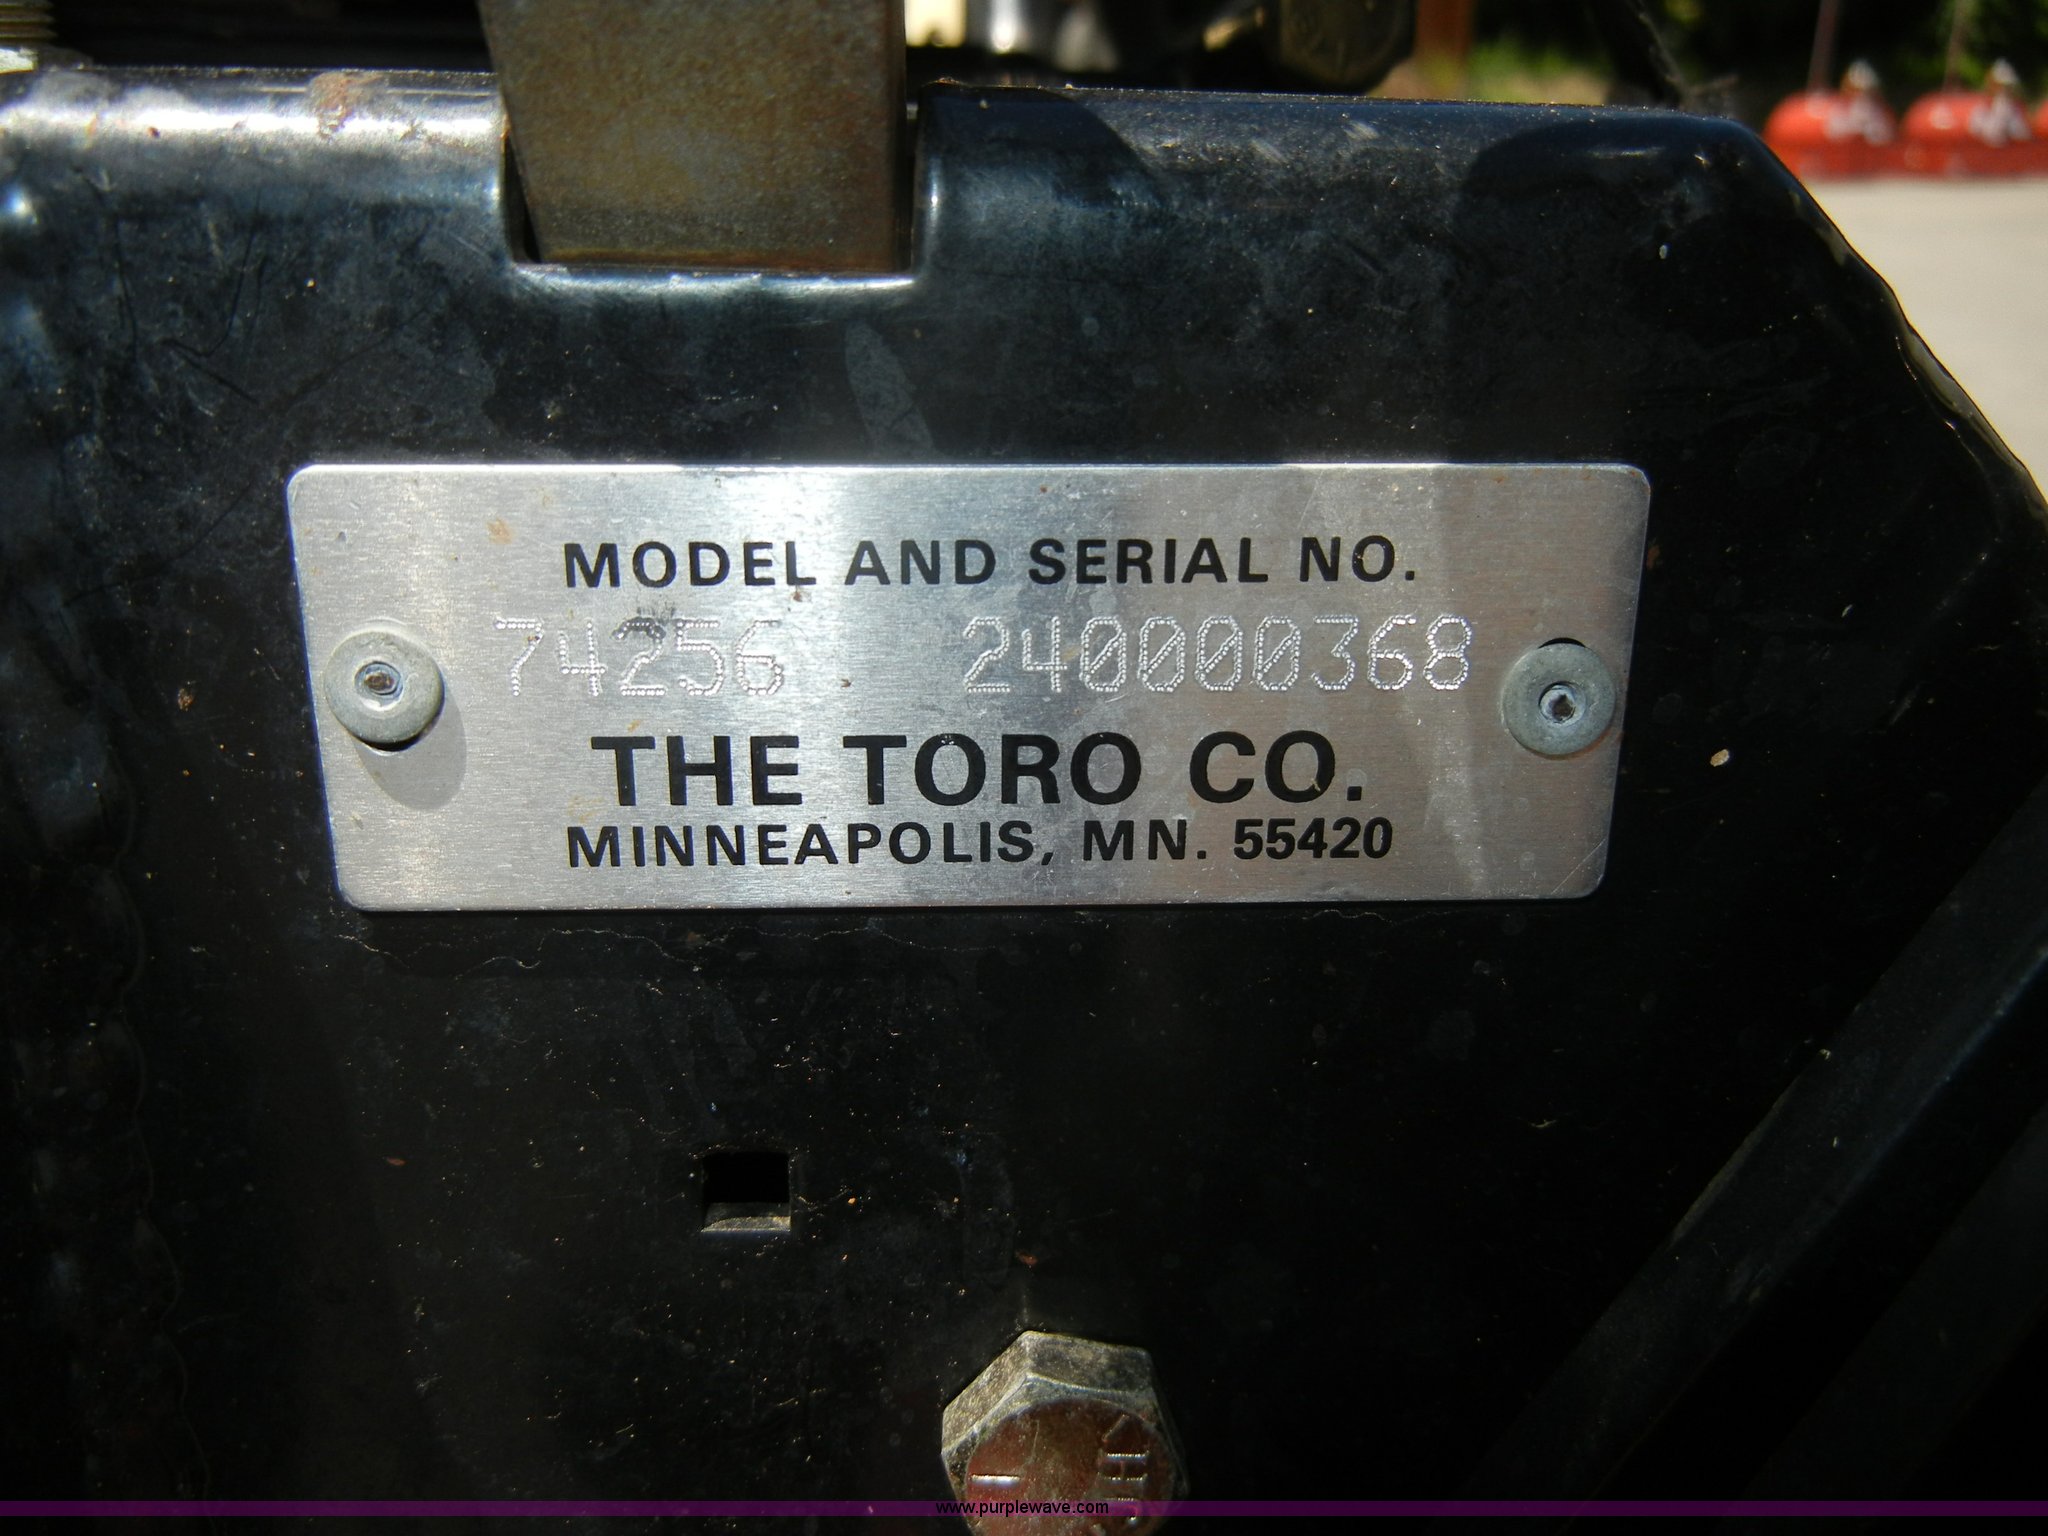 MODEL AND SERIAL NO.
74256 240000368
THE TORO CO.
MINNEAPOLIS, MN. 55420
www.purplewave.com